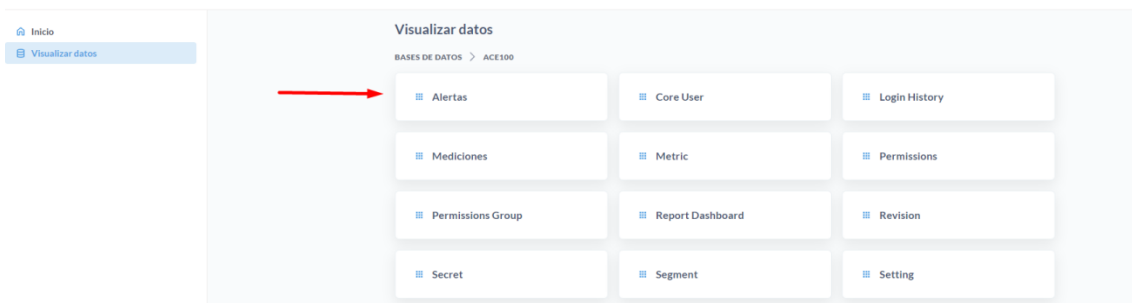 Inicio
Visualizar datos
Visualizar datos
BASES DE DATOS > ACE100
Alertas
Core User
Login History
Mediciones
Metric
Permissions
Permissions Group
Report Dashboard
Revision
Secret
Segment
Setting